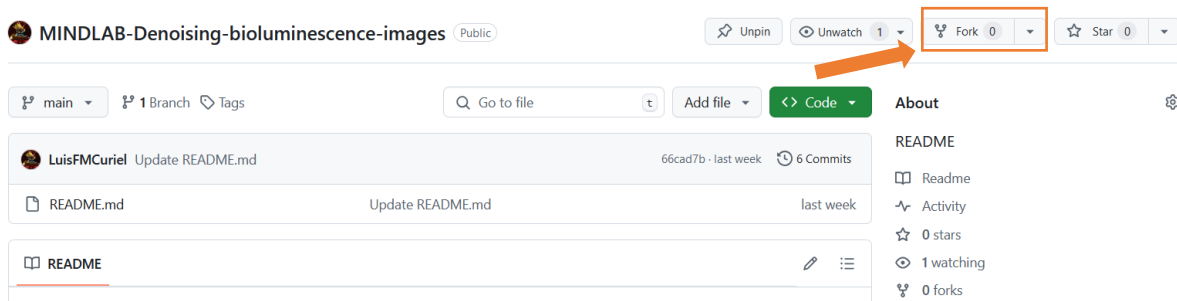 MINDLAB-Denoising-bioluminescence-images Public
Unpin Unwatch 1 Fork 0 Star 0
main 1 Branch Tags Go to file t Add file Code
About
README
LuisFMCuriel Update README.md 66cad7b · last week 6 Commits
README.md Update README.md last week
Readme
Activity
0 stars
1 watching
0 forks
README